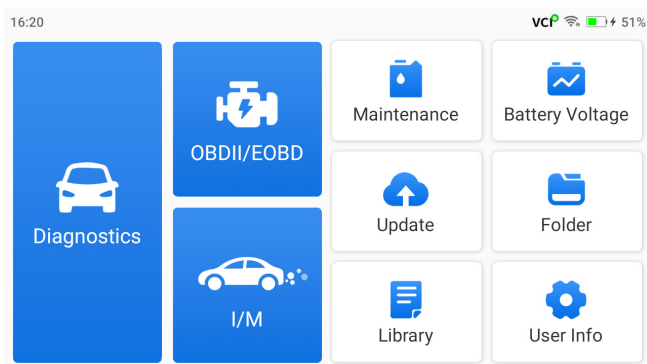 16:20
VCI 51%
Diagnostics
OBDII/EOBD
I/M
Maintenance
Battery Voltage
Update
Folder
Library
User Info